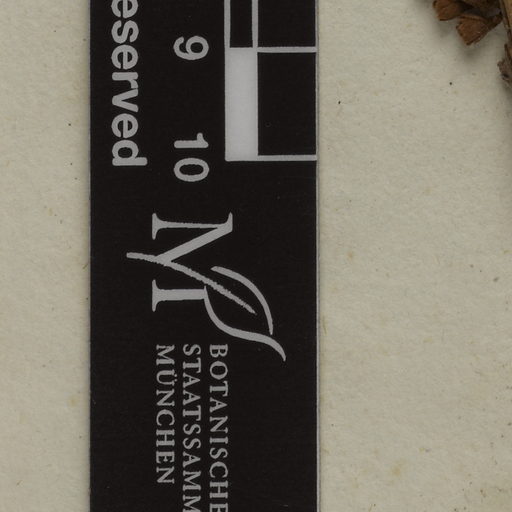 eserved
9 10
M
BOTANISCHE
STAATSSAMM
MÜNCHEN